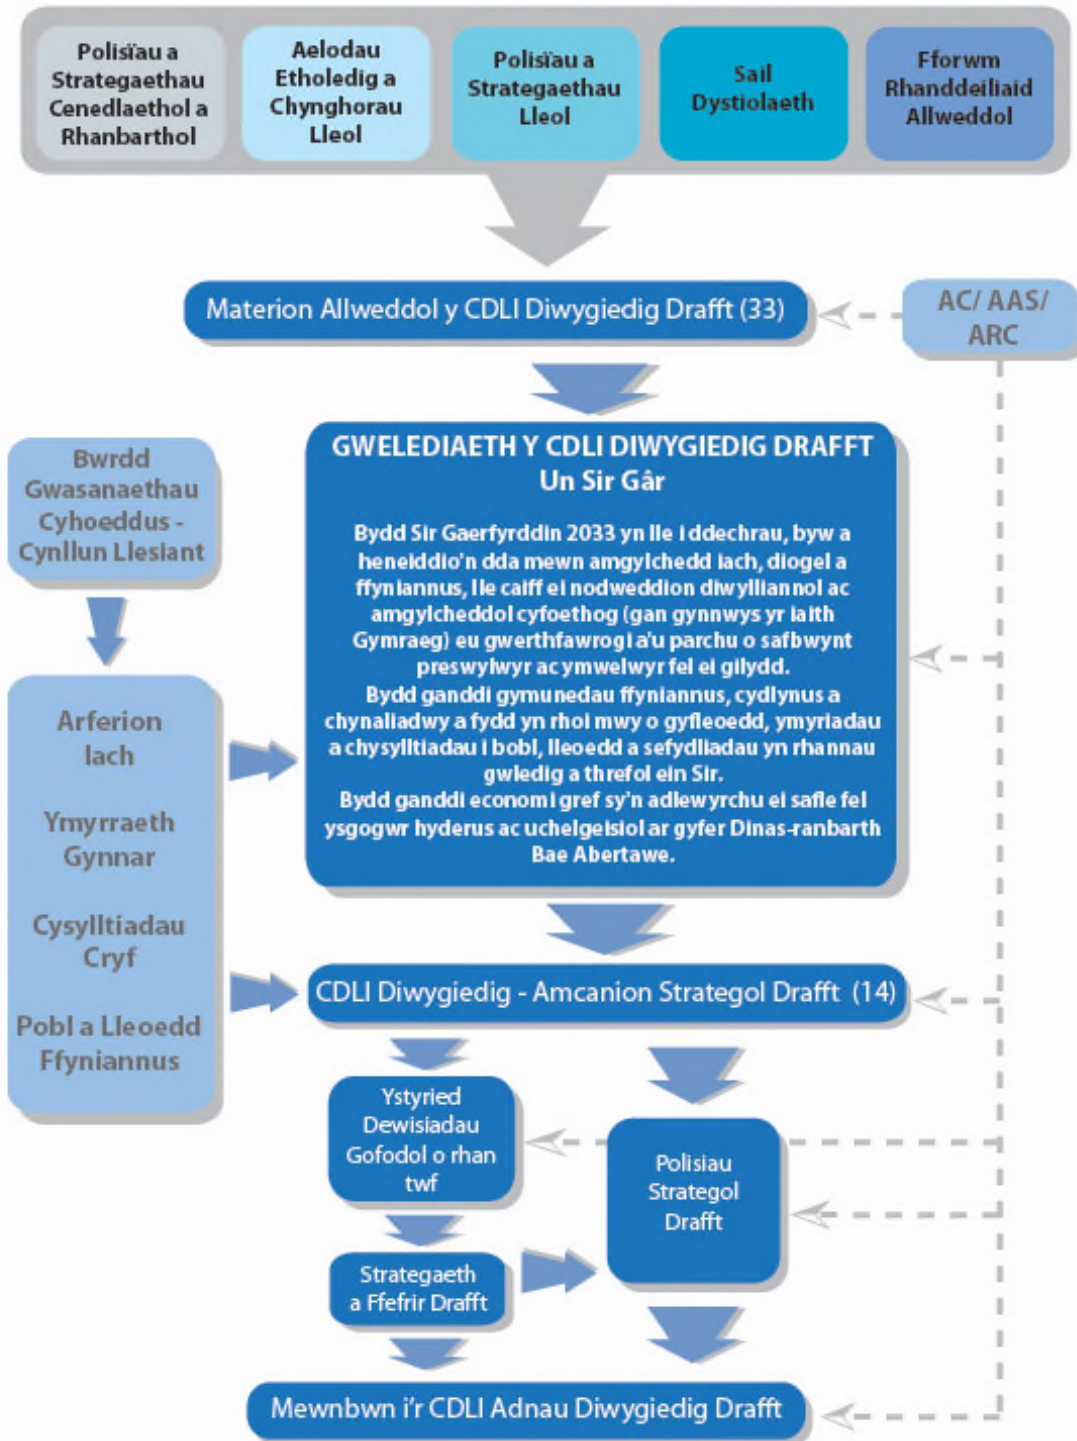 Polisïau a
Strategaethau
Cenedlaethol a
Rhanbarthol
Aelodau
Etholedig a
Chynghorau
Lleol
Polisïau a
Strategaethau
Lleol
Sail
Dystiolaeth
Fforwm
Rhanddeiliaid
Allweddol
Materion Allweddol y CDLl Diwygiedig Drafft (33)
AC/ AAS/
ARC
Bwrdd
Gwasanaethau
Cyhoeddus -
Cynllun Llesiant
GWELEDIAETH Y CDLl DIWYGIEDIG DRAFFT
Un Sir Gâr
Bydd Sir Gaerfyrddin 2033 yn lle i ddechrau, byw a
heneiddio'n dda mewn amgylchedd iach, diogel a
ffyniannus, lle caiff ei nodweddion diwylliannol ac
amgylcheddol cyfoethog (gan gynnwys yr iaith
Gymraeg) eu gwerthfawrogi a'u parchu o safbwynt
preswylwyr ac ymwelwyr fel ei gilydd.
Bydd ganddi gymunedau ffyniannus, cydlynus a
chynaliadwy a fydd yn rhoi mwy o gyfleoedd, ymyriadau
a chysylltiadau i bobl, lleoedd a sefydliadau yn rhannau
gwledig a threfol ein Sir.
Bydd ganddi economi gref sy'n adlewyrchu ei safle fel
ysgogwr hyderus ac uchelgeisiol ar gyfer Dinas-ranbarth
Bae Abertawe.
Arferion
Iach
Ymyrraeth
Gynnar
Cysylltiadau
Cryf
Pobl a Lleoedd
Ffyniannus
CDLl Diwygiedig - Amcanion Strategol Drafft (14)
Ystyried
Dewisiadau
Gofodol o rhan
twf
Polisiau
Strategol
Drafft
Strategaeth
a Ffefrir Drafft
Mewnbwn i'r CDLl Adnau Diwygiedig Drafft